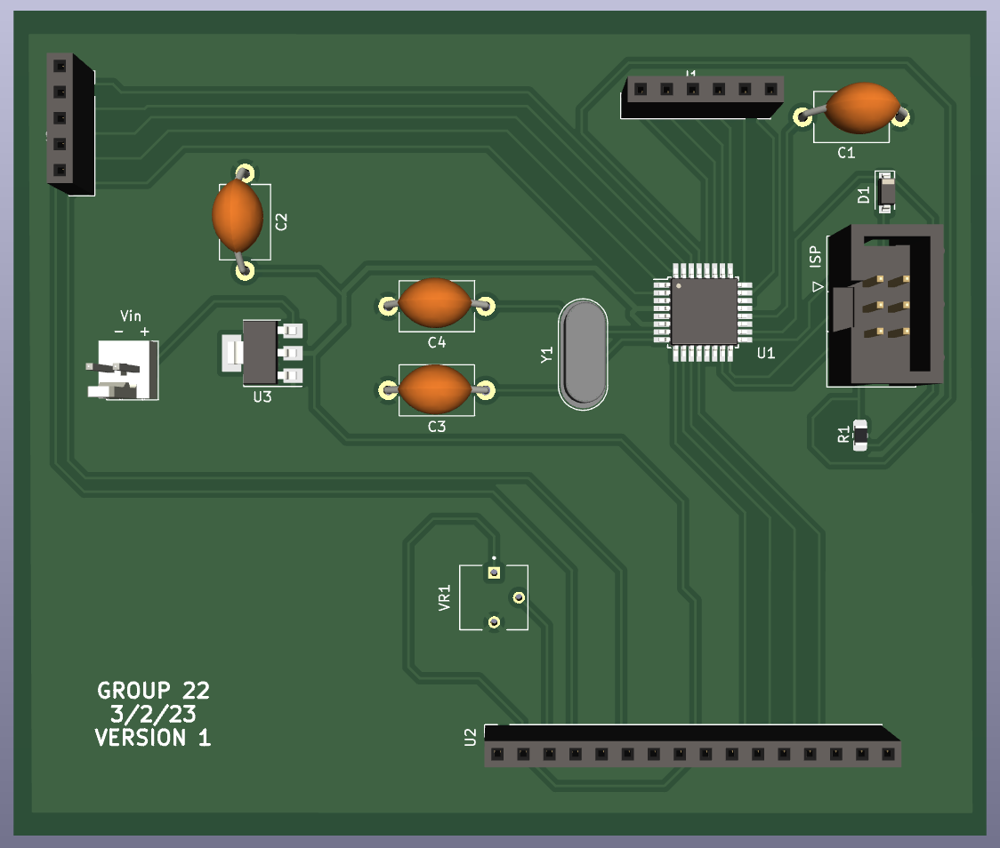 C1
D1
C2
ISP
Vin
− +
C4
Y1
U1
U3
C3
R1
VR1
GROUP 22
3/2/23
VERSION 1
U2